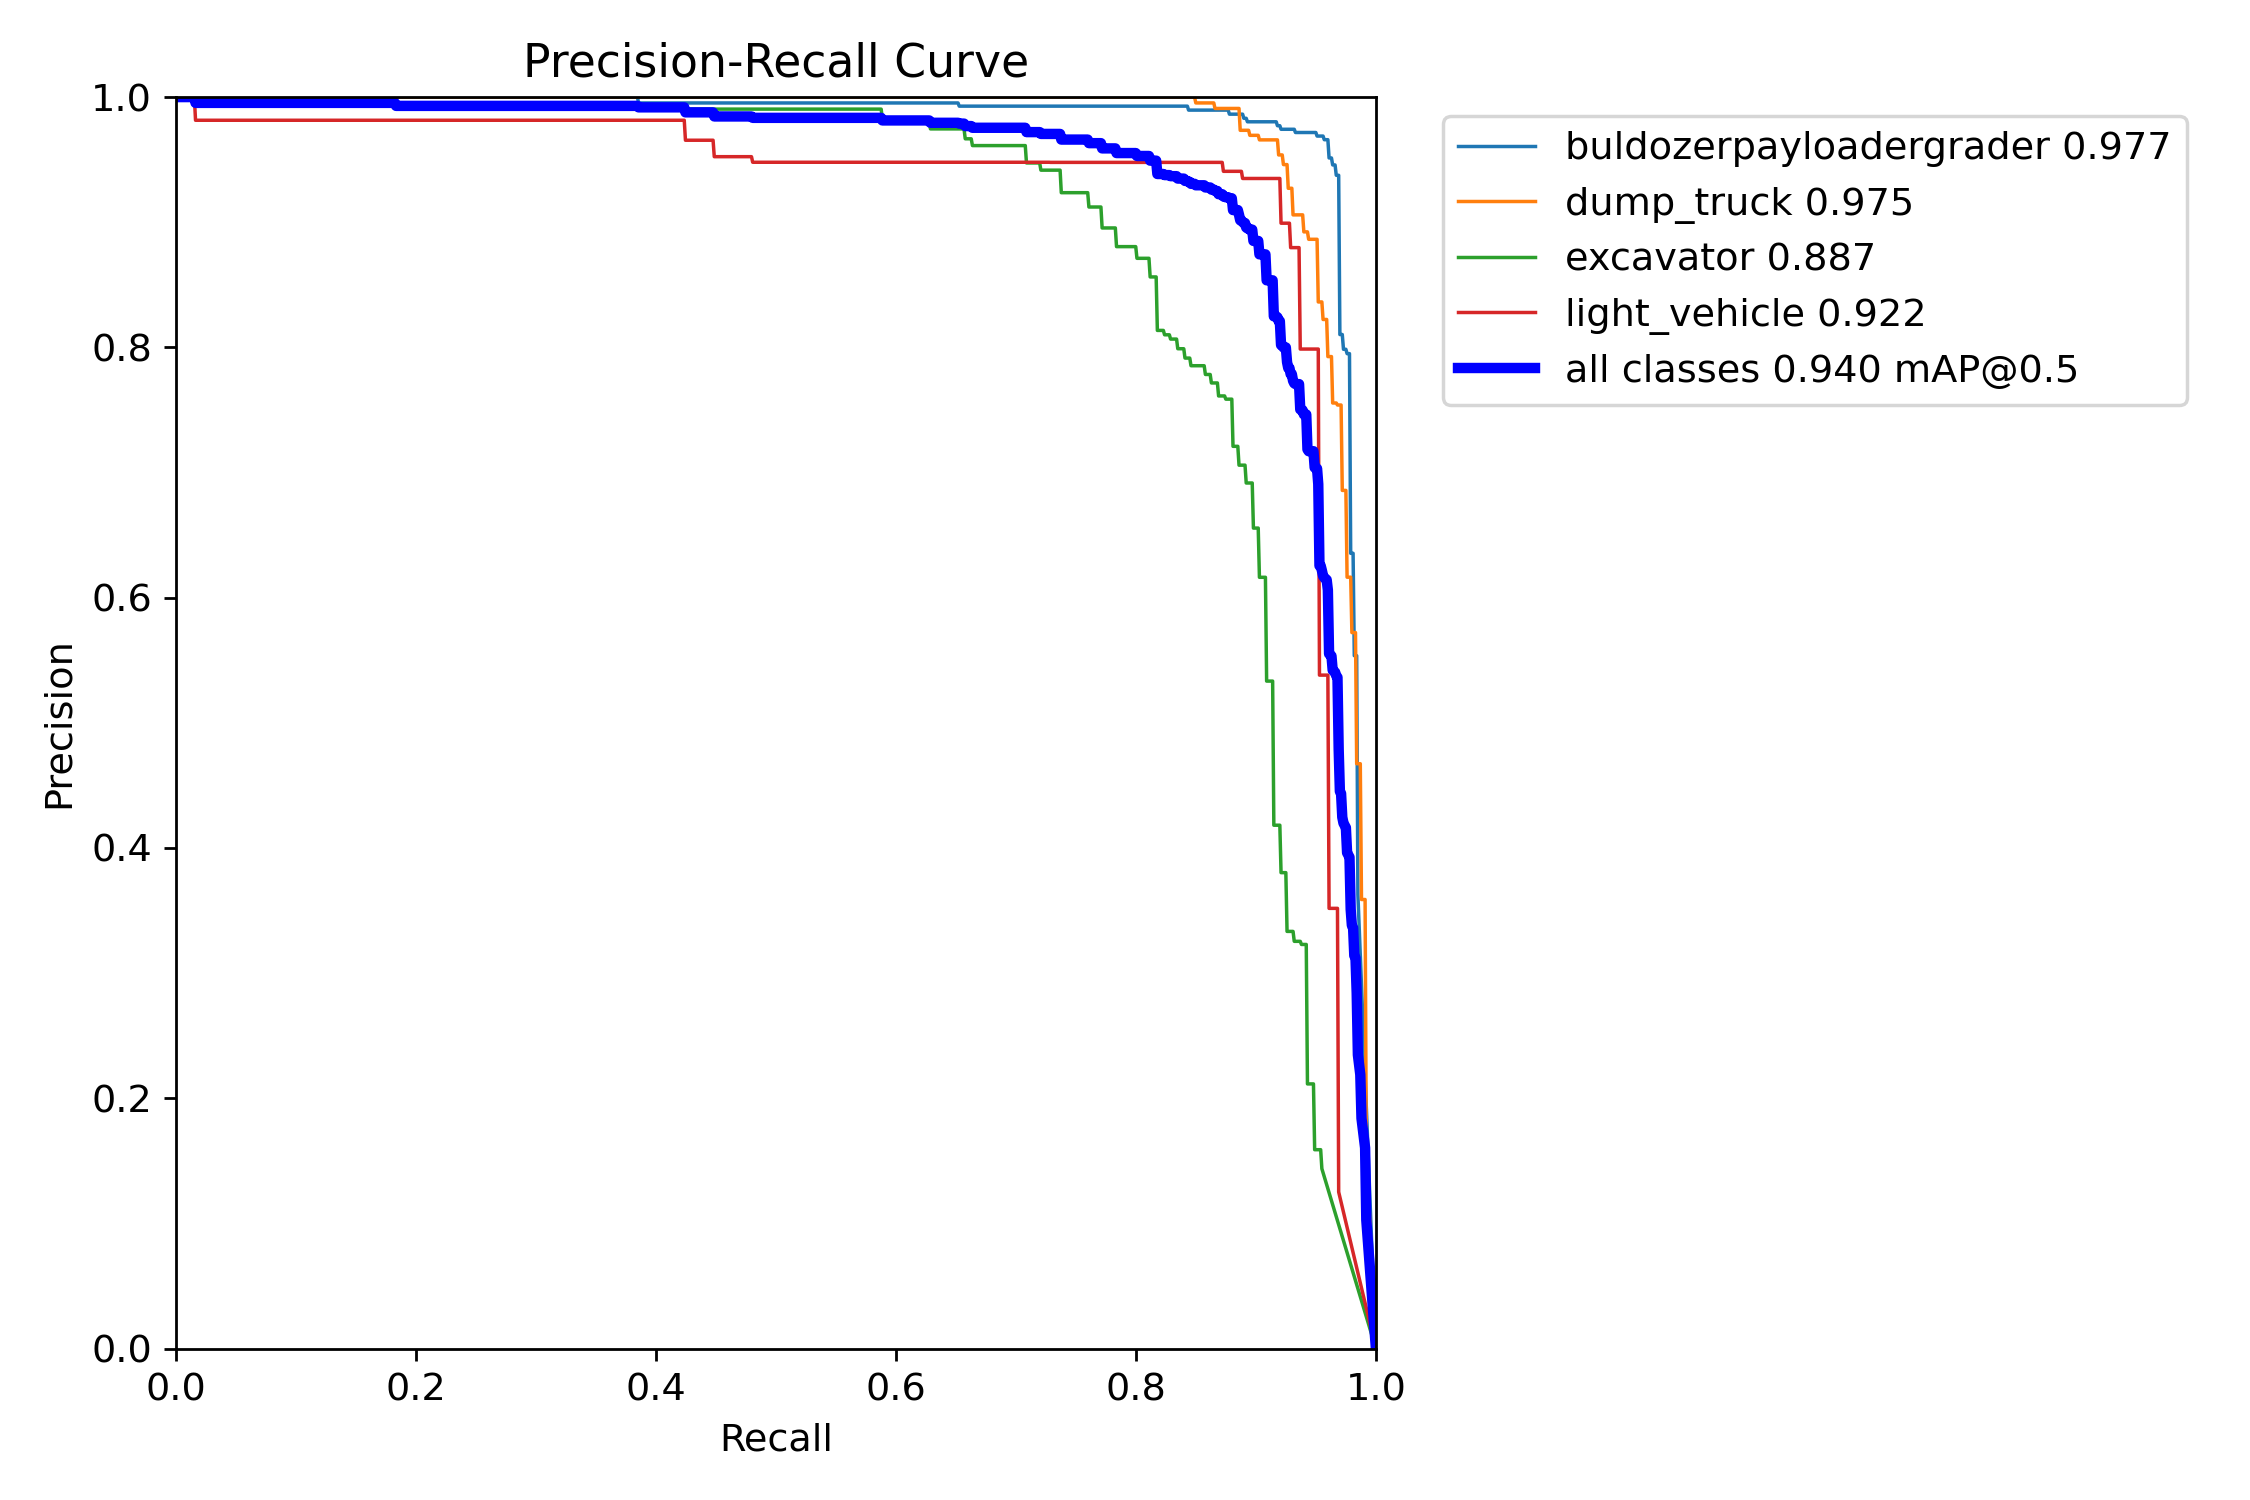 Precision-Recall Curve
1.0
0.8
0.6
0.4
0.2
0.0
Precision
0.0 0.2 0.4 0.6 0.8 1.0
Recall
buldozerpayloadergrader 0.977
dump_truck 0.975
excavator 0.887
light_vehicle 0.922
all classes 0.940 mAP@0.5